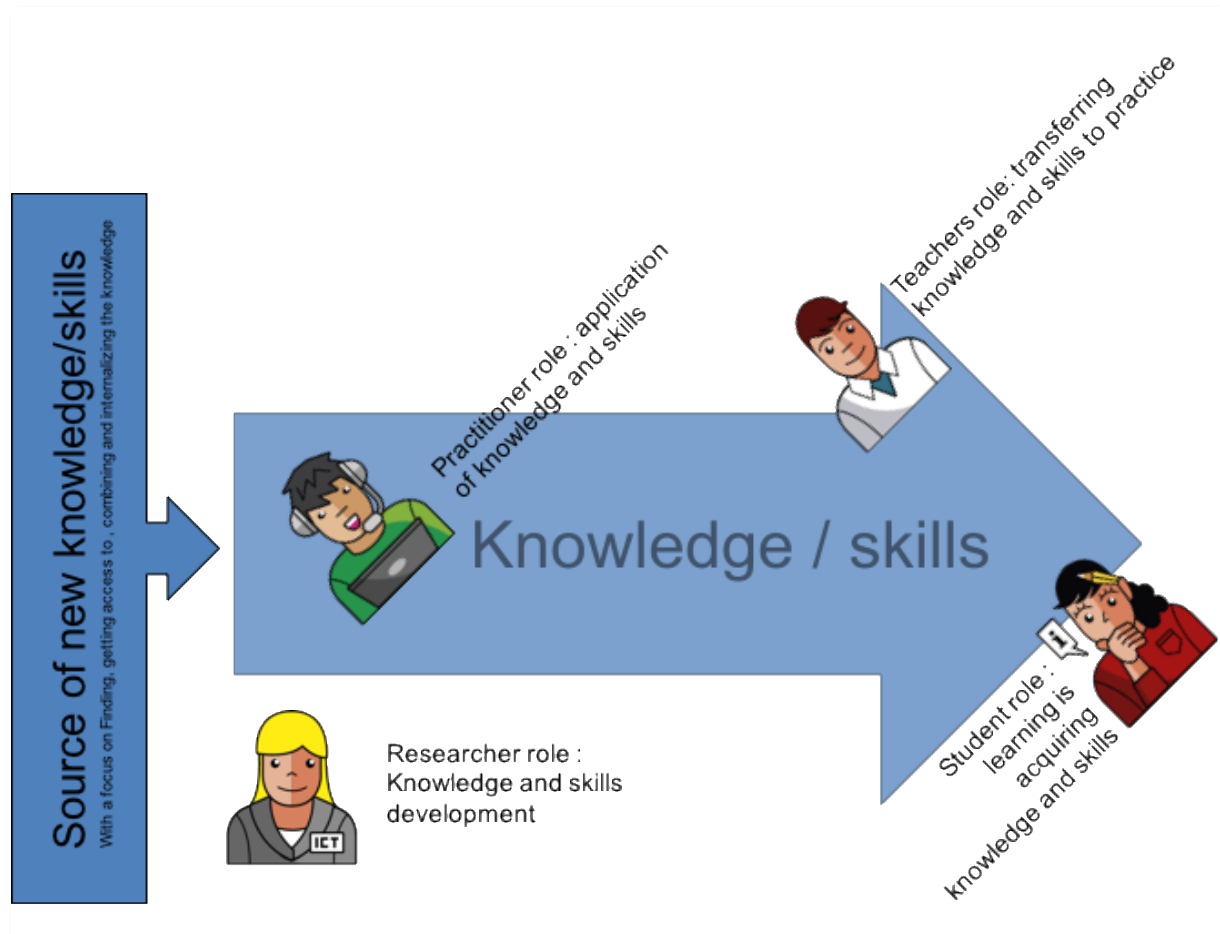 Source of new knowledge/skills
With a focus on Finding, getting access to , combining and internalizing the knowledge
Practitioner role : application
of knowledge and skills
Teachers role: transferring
knowledge and skills to practice
Knowledge / skills
i
Student role :
learning is
acquiring
knowledge and skills
Researcher role :
Knowledge and skills
development
ICT